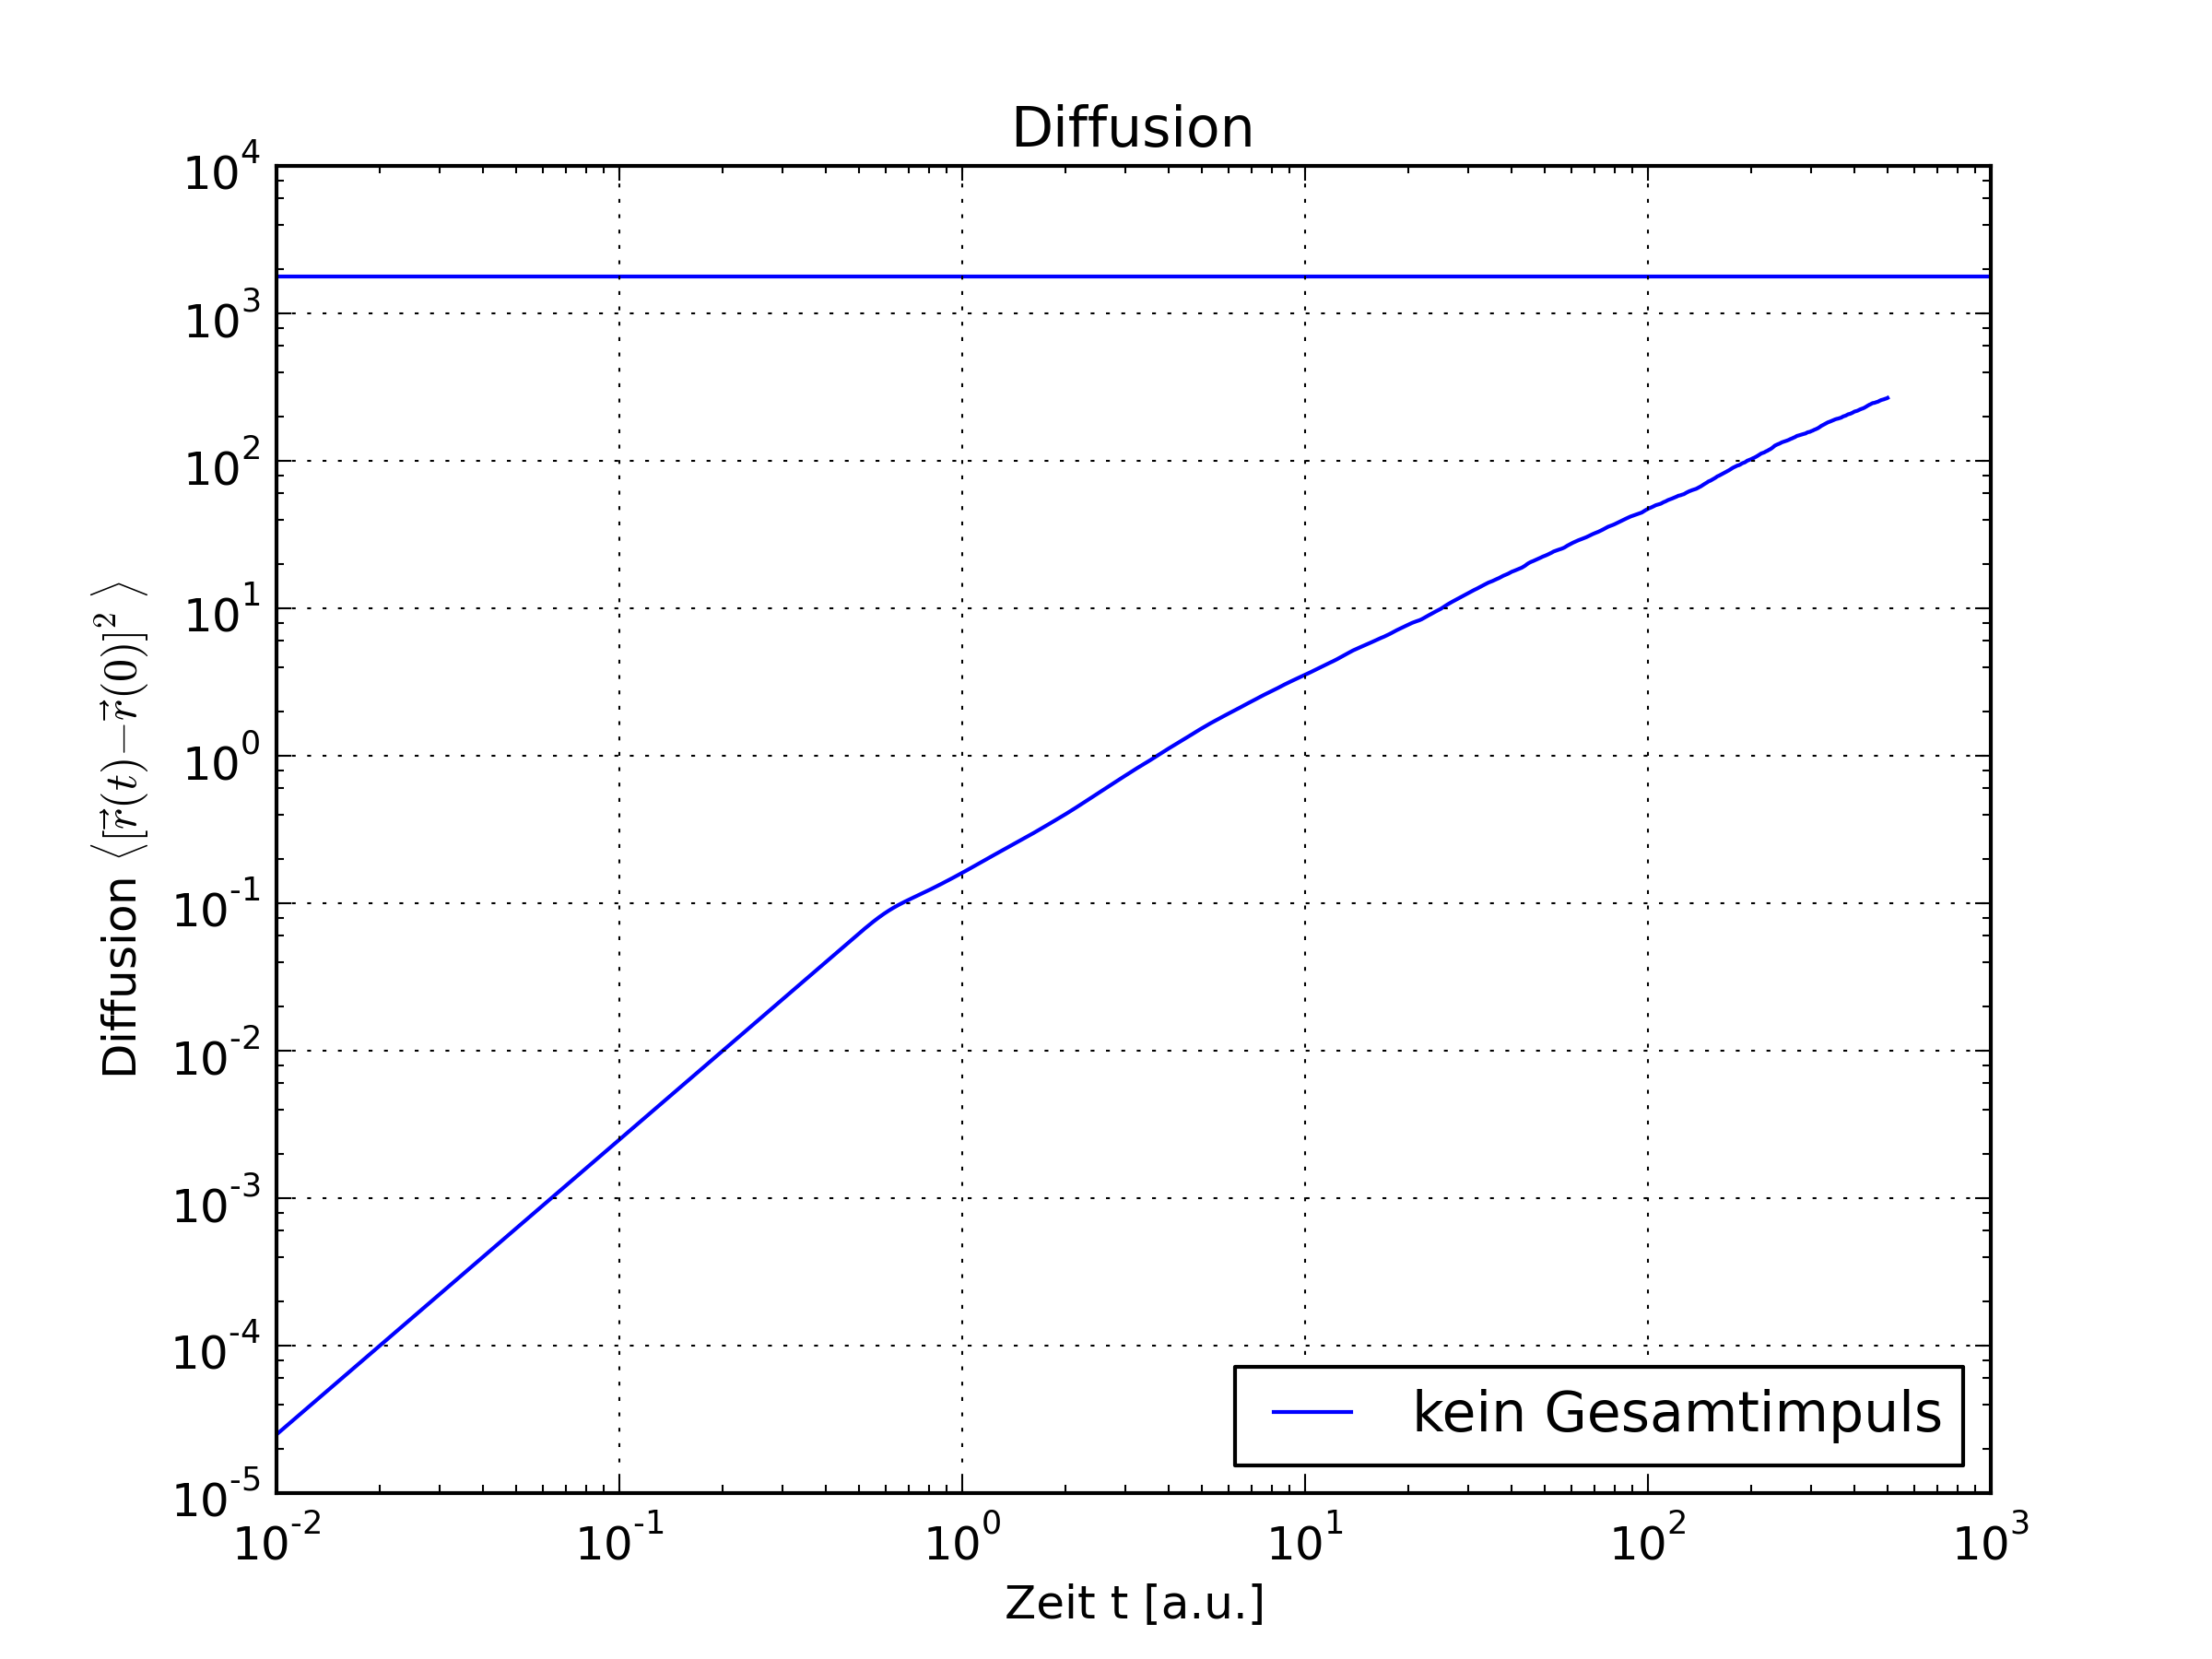 Diffusion
10^4
10^3
10^2
10^1
10^0
10^-1
10^-2
10^-3
10^-4
10^-5
Diffusion ⟨[r⃗(t)−r⃗(0)]^2⟩
kein Gesamtimpuls
10^-2 10^-1 10^0 10^1 10^2 10^3
Zeit t [a.u.]